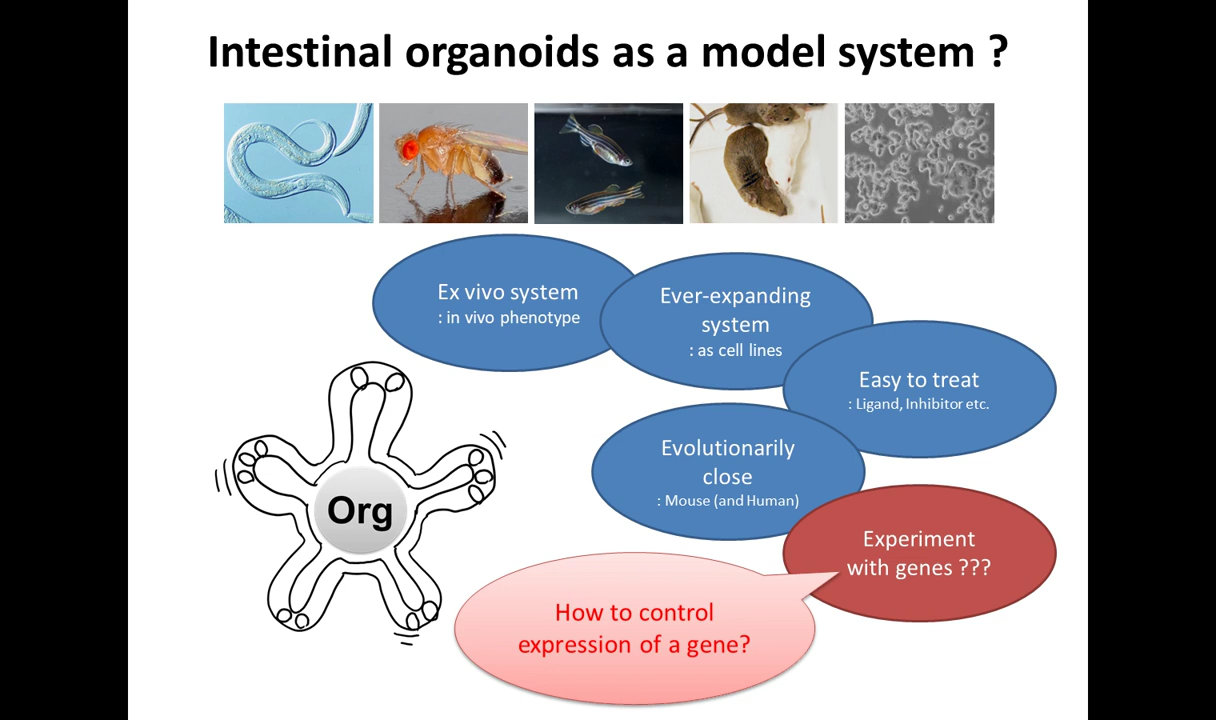 Intestinal organoids as a model system ?
Ex vivo system
: in vivo phenotype
Ever-expanding
system
: as cell lines
Easy to treat
: Ligand, Inhibitor etc.
Evolutionarily
close
: Mouse (and Human)
Experiment
with genes ???
Org
How to control
expression of a gene?